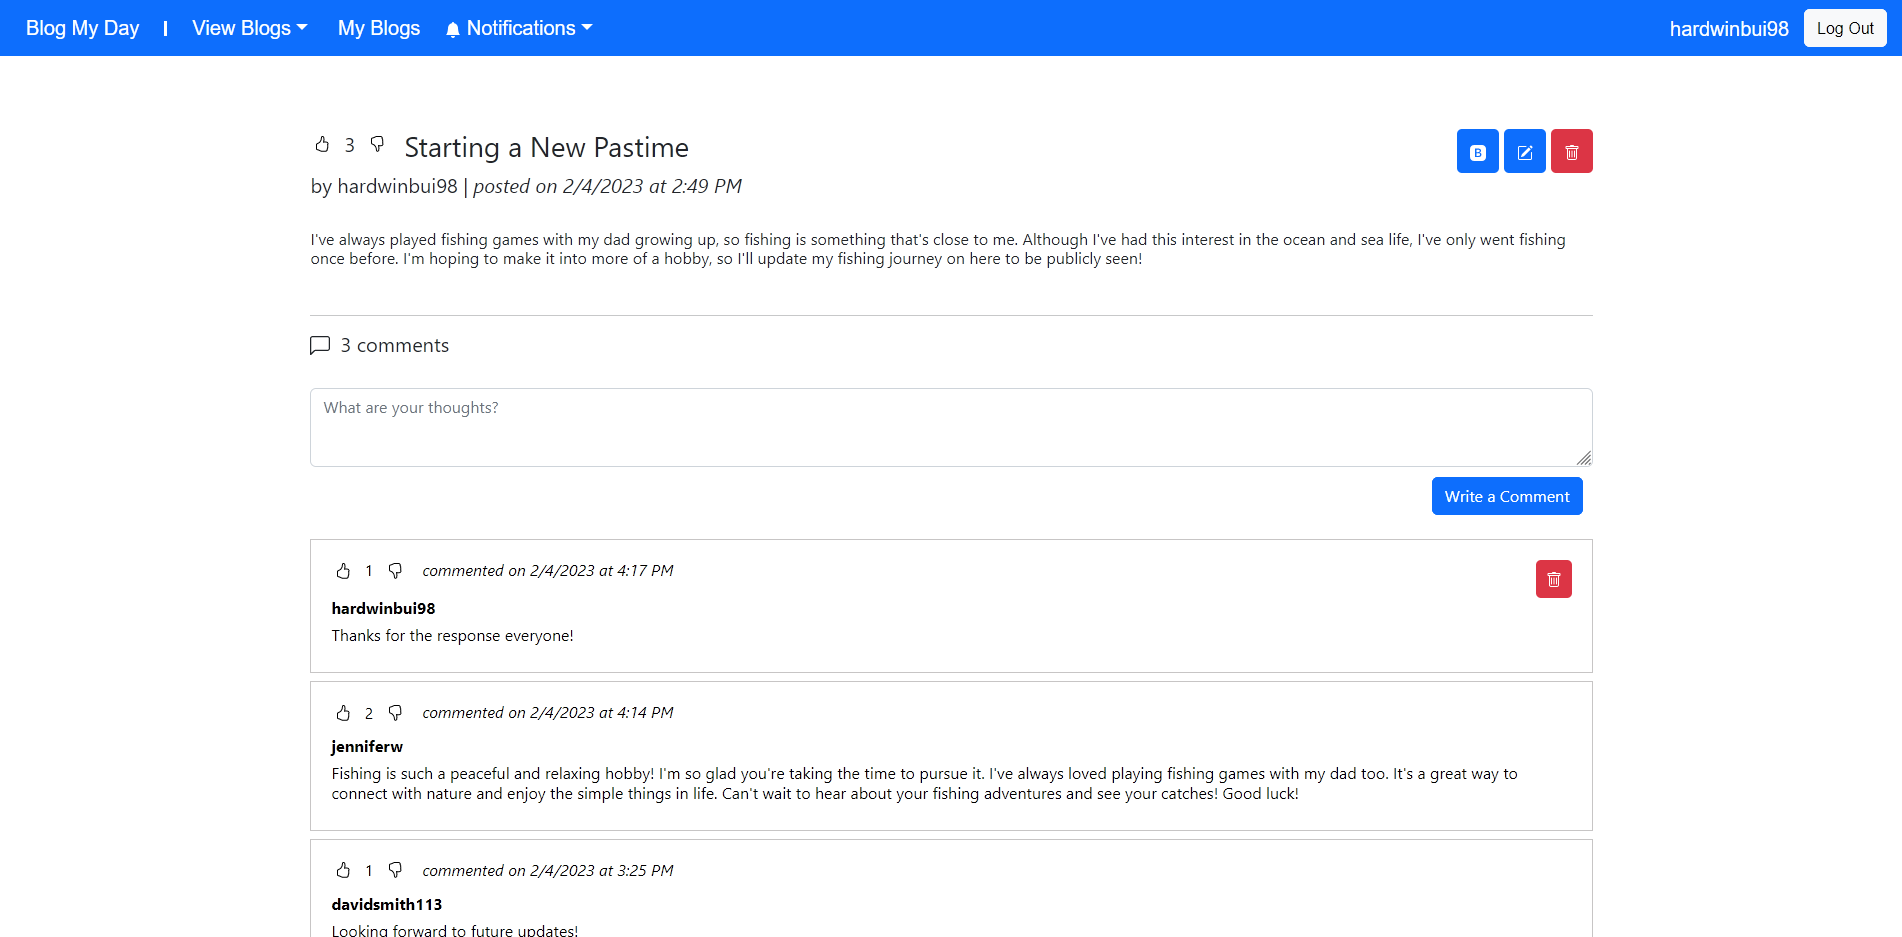 Blog My Day | View Blogs My Blogs Notifications hardwinbui98 Log Out
3 Starting a New Pastime B
by hardwinbui98 | posted on 2/4/2023 at 2:49 PM
I've always played fishing games with my dad growing up, so fishing is something that's close to me. Although I've had this interest in the ocean and sea life, I've only went fishing
once before. I'm hoping to make it into more of a hobby, so I'll update my fishing journey on here to be publicly seen!
3 comments
What are your thoughts?
Write a Comment
1 commented on 2/4/2023 at 4:17 PM
hardwinbui98
Thanks for the response everyone!
2 commented on 2/4/2023 at 4:14 PM
jenniferw
Fishing is such a peaceful and relaxing hobby! I'm so glad you're taking the time to pursue it. I've always loved playing fishing games with my dad too. It's a great way to
connect with nature and enjoy the simple things in life. Can't wait to hear about your fishing adventures and see your catches! Good luck!
1 commented on 2/4/2023 at 3:25 PM
davidsmith113
Looking forward to future updates!